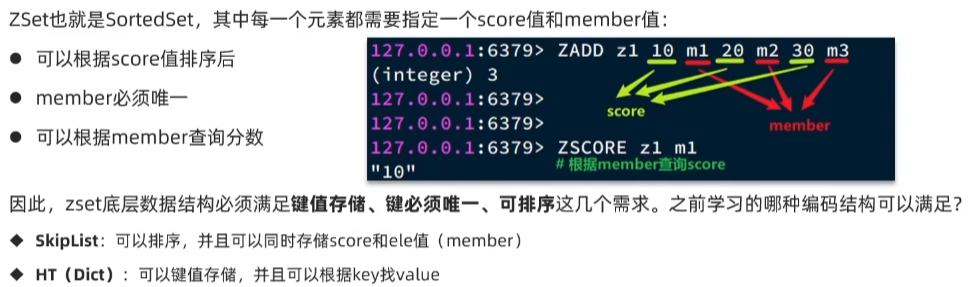 ZSet也就是SortedSet，其中每一个元素都需要指定一个score值和member值：
● 可以根据score值排序后
● member必须唯一
● 可以根据member查询分数
127.0.0.1:6379> ZADD z1 10 m1 20 m2 30 m3
(integer) 3
127.0.0.1:6379>
score
member
127.0.0.1:6379>
127.0.0.1:6379> ZSCORE z1 m1
"10"
# 根据member查询score
因此，zset底层数据结构必须满足键值存储、键必须唯一、可排序这几个需求。之前学习的哪种编码结构可以满足？
◆ SkipList：可以排序，并且可以同时存储score和ele值（member）
◆ HT（Dict）：可以键值存储，并且可以根据key找value